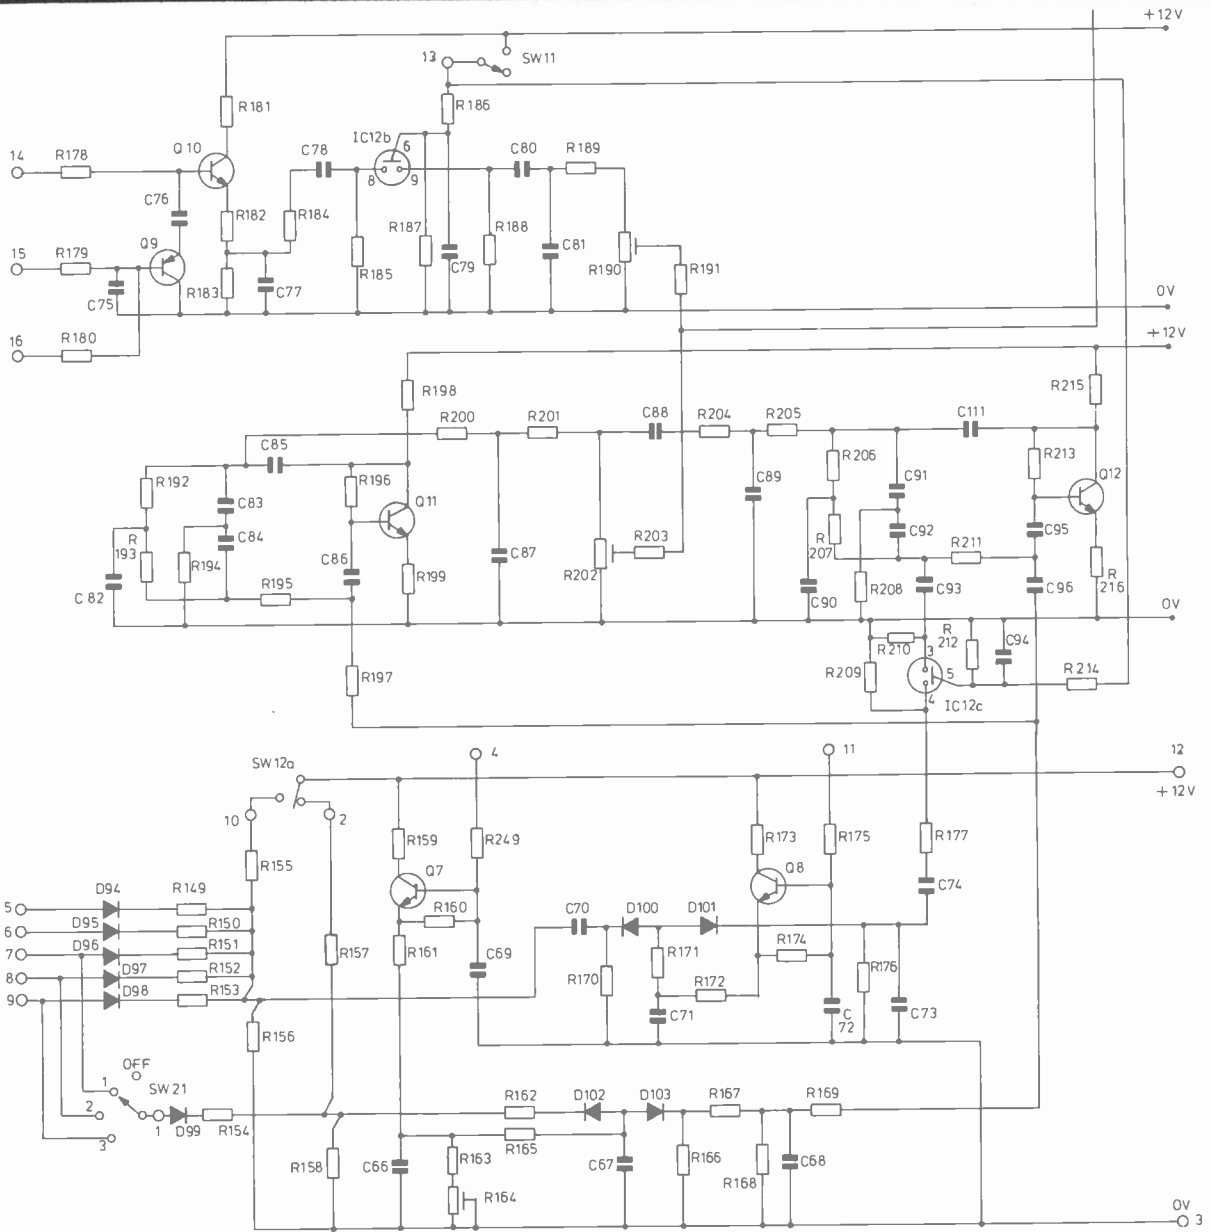 +12V
13
SW11
R181
R186
IC12b
6
C78
C80
R189
Q10
14
R178
8
9
C76
R182
R184
R187
R188
C81
15
R179
Q9
R185
C79
R190
R191
R183
C77
C75
0V
16
R180
+12V
R198
R215
R200
R201
C88
R204
R205
C111
C85
R192
R196
R206
C91
R213
Q12
C83
Q11
C89
R
193
C84
C92
C95
R194
C86
C87
R203
R
207
R211
C82
R195
R199
R202
C90
R208
C93
C96
R
216
0V
R210
R
212
C94
3
R197
R209
5
R214
4
IC12c
SW12a
4
11
12
+12V
10
2
R155
R159
R249
R173
R175
R177
Q7
Q8
C74
5
D94
R149
6
D95
R150
R160
C70
D100
D101
7
D96
R151
R157
R161
C69
R171
R174
8
D97
R152
R170
R172
R176
9
D98
R153
C71
C
72
C73
R156
OFF
1
SW21
2
3
1
D99
R154
R162
D102
D103
R167
R169
R165
R158
C66
R163
C67
R166
C68
R164
R168
0V
3